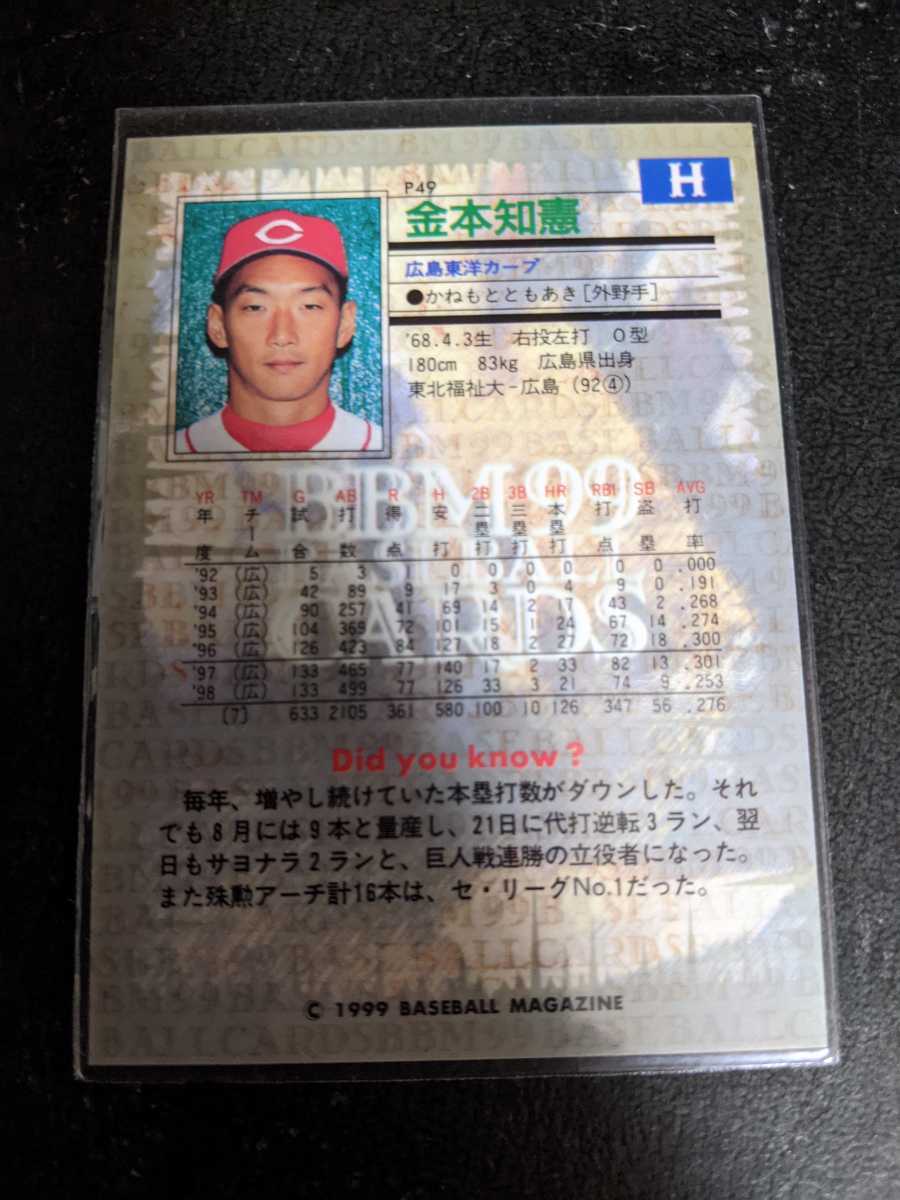 P49
H
金本知憲
広島東洋カープ
●かねもとともあき[外野手]
'68.4.3生 右投左打 O型
180cm 83kg 広島県出身
東北福祉大-広島 (92④)
BBM99
BASEBALL
CARDS
YR TM G AB R H 2B 3B HR RBI SB AVG
年度 チーム 試合 打数 得点 安打 二塁打 三塁打 本塁打 打点 盗塁 打率
'92 (広) 5 3 1 0 0 0 0 0 0 .000
'93 (広) 42 89 9 17 3 0 4 9 0 .191
'94 (広) 90 257 41 69 14 2 17 43 2 .268
'95 (広) 104 369 72 101 15 1 24 67 14 .274
'96 (広) 126 423 84 127 18 2 27 72 18 .300
'97 (広) 133 465 77 140 17 2 33 82 13 .301
'98 (広) 133 499 77 126 33 3 21 74 9 .253
(7) 633 2105 361 580 100 10 126 347 56 .276
Did you know?
毎年、増やし続けていた本塁打数がダウンした。それ
でも8月には9本と量産し、21日に代打逆転3ラン、翌
日もサヨナラ2ランと、巨人戦連勝の立役者になった。
また殊勲アーチ計16本は、セ・リーグNo.1だった。
© 1999 BASEBALL MAGAZINE